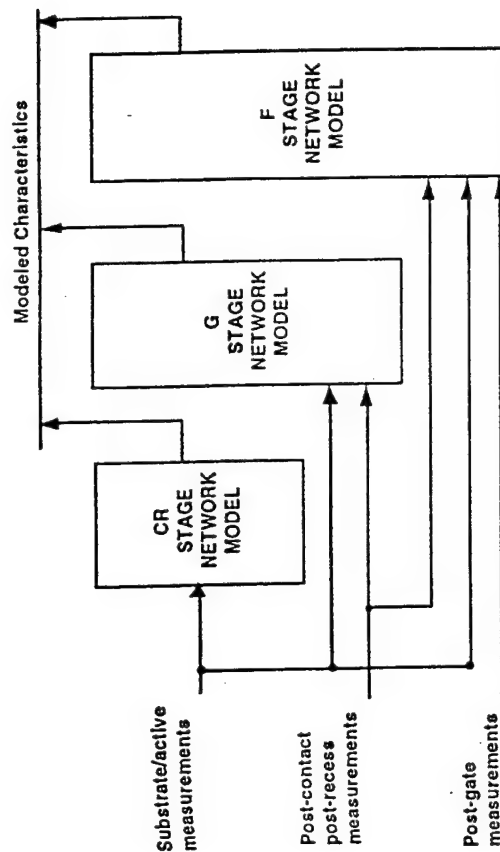 Modeled Characteristics
CR
STAGE
NETWORK
MODEL
G
STAGE
NETWORK
MODEL
F
STAGE
NETWORK
MODEL
Substrate/active
measurements
Post-contact
post-recess
measurements
Post-gate
measurements